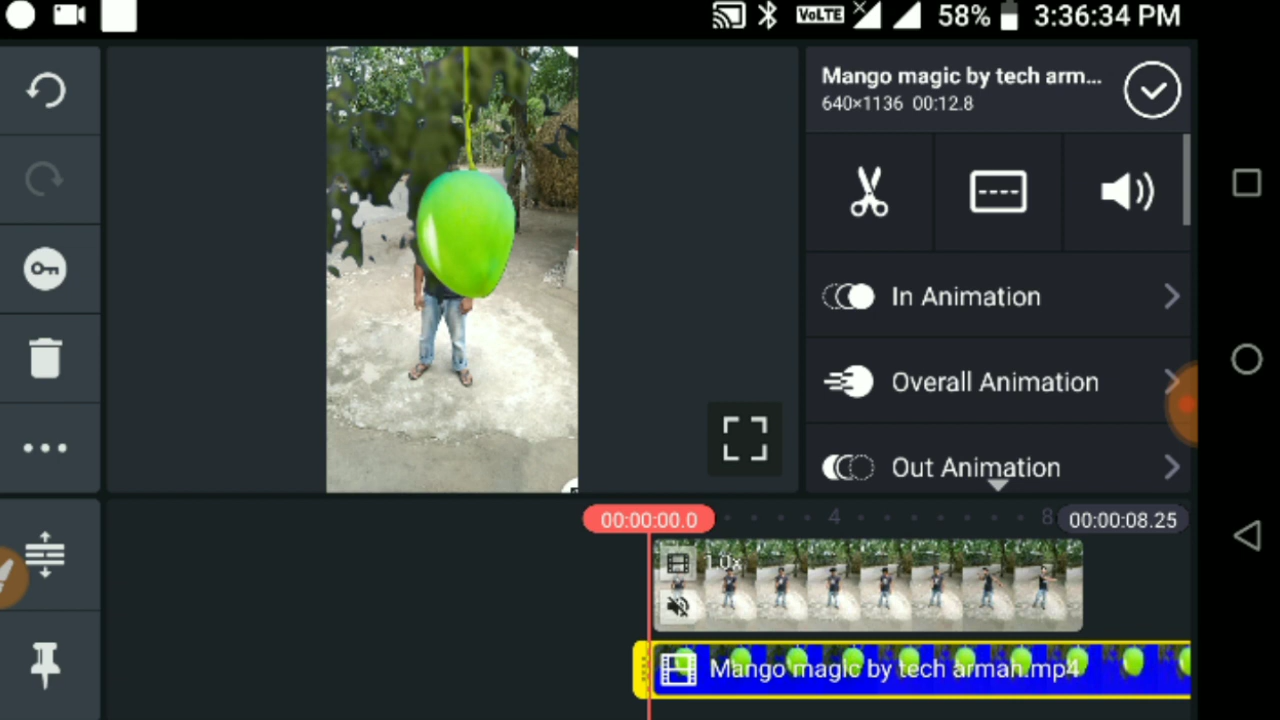 VoLTE 58% 3:36:34 PM
Mango magic by tech arm...
640×1136 00:12.8
In Animation
Overall Animation
Out Animation
00:00:00.0 4 8 00:00:08.25
1.0x
Mango magic by tech armah.mp4